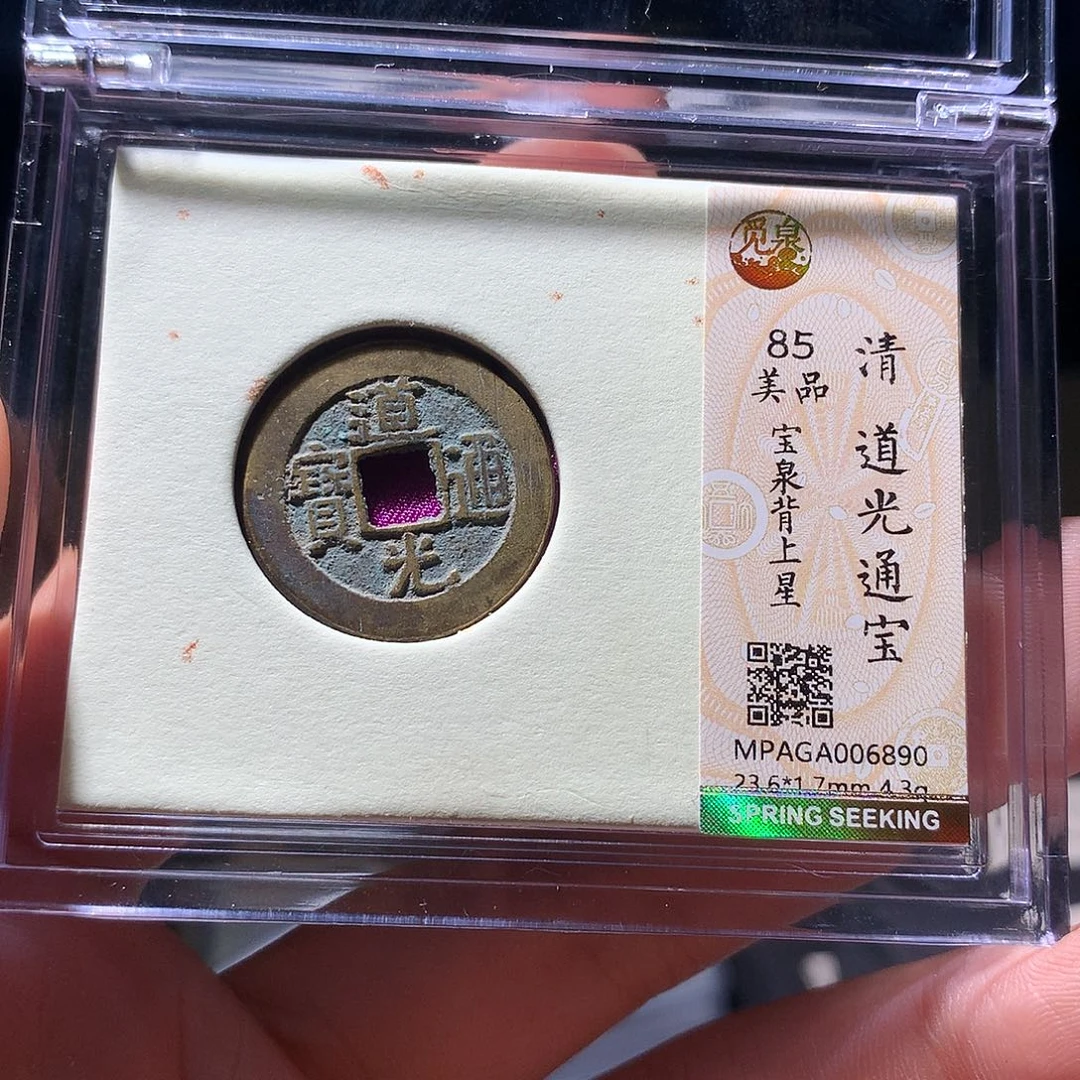 道
光
通
寶
觅泉
清 道光通宝
85
美品
宝泉背上星
MPAGA006890
23.6*1.7mm 4.3g
SPRING SEEKING